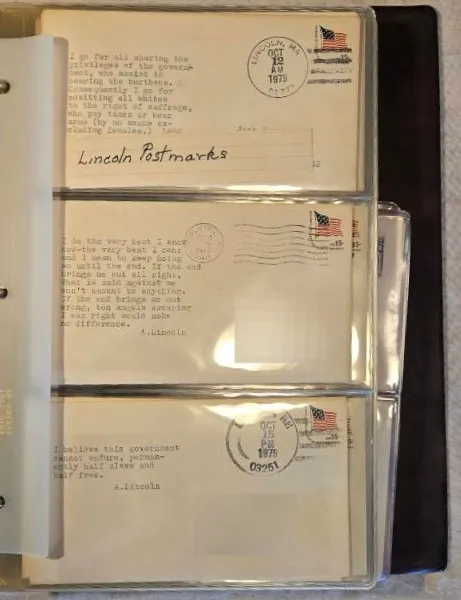 I go for all sharing the
privileges of the govern-
ment, who assist in
bearing the burthens.
Consequently I go for
admitting all whites
to the right of suffrage,
who pay taxes or bear
arms (by no means ex-
cluding females.)
LINCOLN, MA
OCT
12
AM
1979
Lincoln Postmarks
I do the very best I know
how-the very best I can;
and I mean to keep doing
so until the end. If the end
brings me out all right,
what is said against me
won't amount to anything.
If the end brings me out
wrong, ten angels swearing
I was right would make
no difference.
A.Lincoln
15c
I believe this government
cannot endure, perman-
ently half slave and
half free.
A.Lincoln
OCT
15
PM
1979
03251
15c